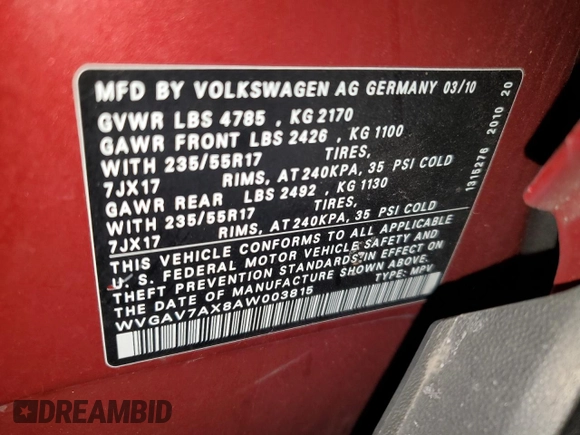 MFD BY VOLKSWAGEN AG GERMANY 03/10
GVWR LBS 4785 , KG 2170
GAWR FRONT LBS 2426 , KG 1100
WITH 235/55R17 TIRES,
7JX17 RIMS, AT 240KPA, 35 PSI COLD
GAWR REAR LBS 2492 , KG 1130
WITH 235/55R17 TIRES,
7JX17 RIMS, AT 240KPA, 35 PSI COLD
THIS VEHICLE CONFORMS TO ALL APPLICABLE
U. S. FEDERAL MOTOR VEHICLE SAFETY AND
THEFT PREVENTION STANDARDS IN EFFECT ON
THE DATE OF MANUFACTURE SHOWN ABOVE.
WVGAV7AX8AW003815 TYPE: MPV
1315276 2010 20
DREAMBID